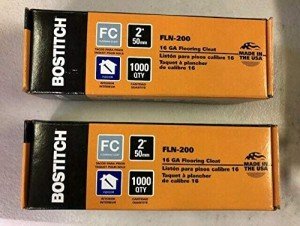 BOSTITCH
FC
2"
50mm
1000
QTY
FLN-200
16 GA Flooring Cleat
Listón para pisos calibre 16
Taquet à plancher
de calibre 16
MADE IN
THE USA
BOSTITCH
FC
2"
50mm
1000
QTY
FLN-200
16 GA Flooring Cleat
Listón para pisos calibre 16
Taquet à plancher
de calibre 16
MADE IN
THE USA